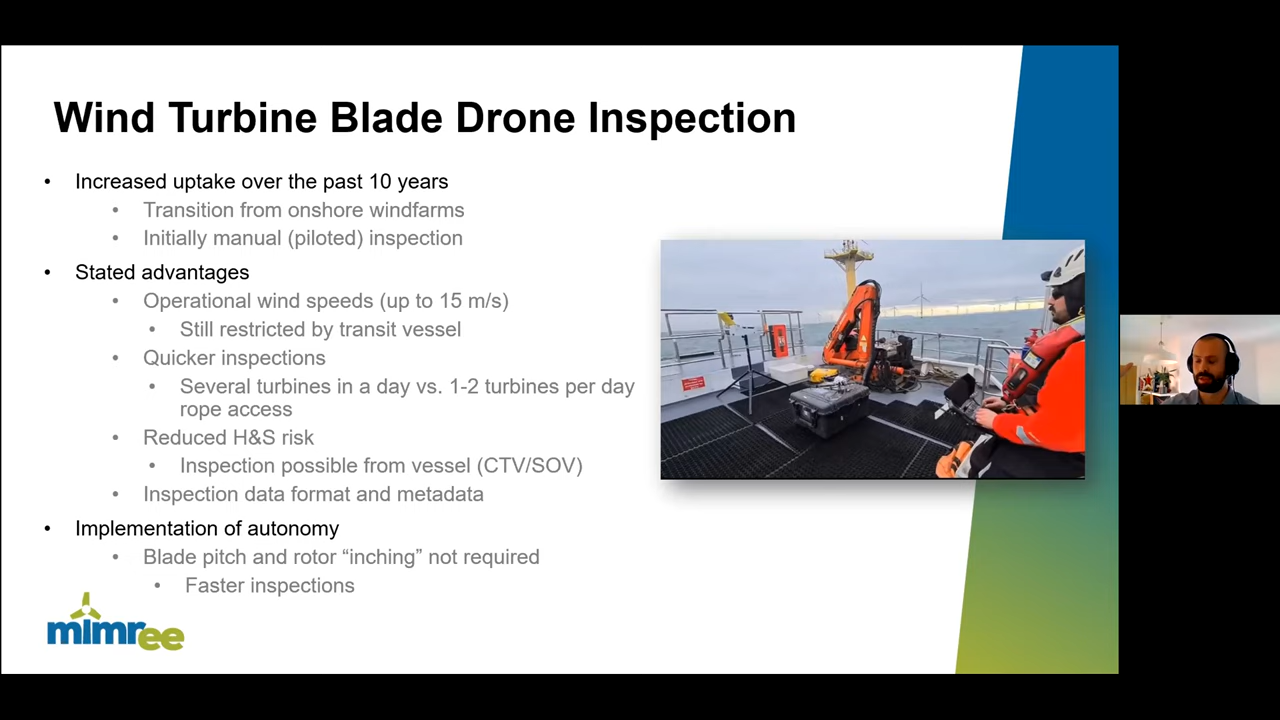 Wind Turbine Blade Drone Inspection
• Increased uptake over the past 10 years
• Transition from onshore windfarms
• Initially manual (piloted) inspection
• Stated advantages
• Operational wind speeds (up to 15 m/s)
• Still restricted by transit vessel
• Quicker inspections
• Several turbines in a day vs. 1-2 turbines per day
rope access
• Reduced H&S risk
• Inspection possible from vessel (CTV/SOV)
• Inspection data format and metadata
• Implementation of autonomy
• Blade pitch and rotor “inching” not required
• Faster inspections
mimree